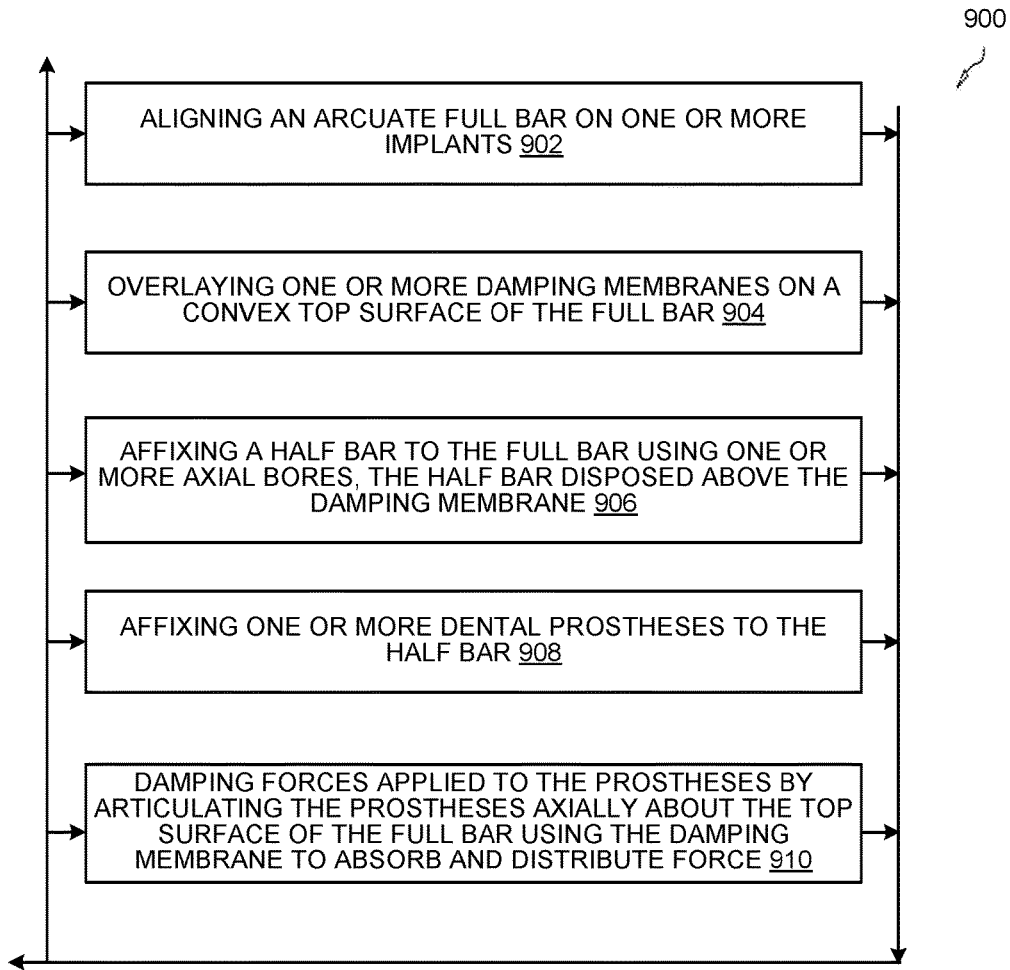 900
ALIGNING AN ARCUATE FULL BAR ON ONE OR MORE
IMPLANTS 902
OVERLAYING ONE OR MORE DAMPING MEMBRANES ON A
CONVEX TOP SURFACE OF THE FULL BAR 904
AFFIXING A HALF BAR TO THE FULL BAR USING ONE OR
MORE AXIAL BORES, THE HALF BAR DISPOSED ABOVE THE
DAMPING MEMBRANE 906
AFFIXING ONE OR MORE DENTAL PROSTHESES TO THE
HALF BAR 908
DAMPING FORCES APPLIED TO THE PROSTHESES BY
ARTICULATING THE PROSTHESES AXIALLY ABOUT THE TOP
SURFACE OF THE FULL BAR USING THE DAMPING
MEMBRANE TO ABSORB AND DISTRIBUTE FORCE 910